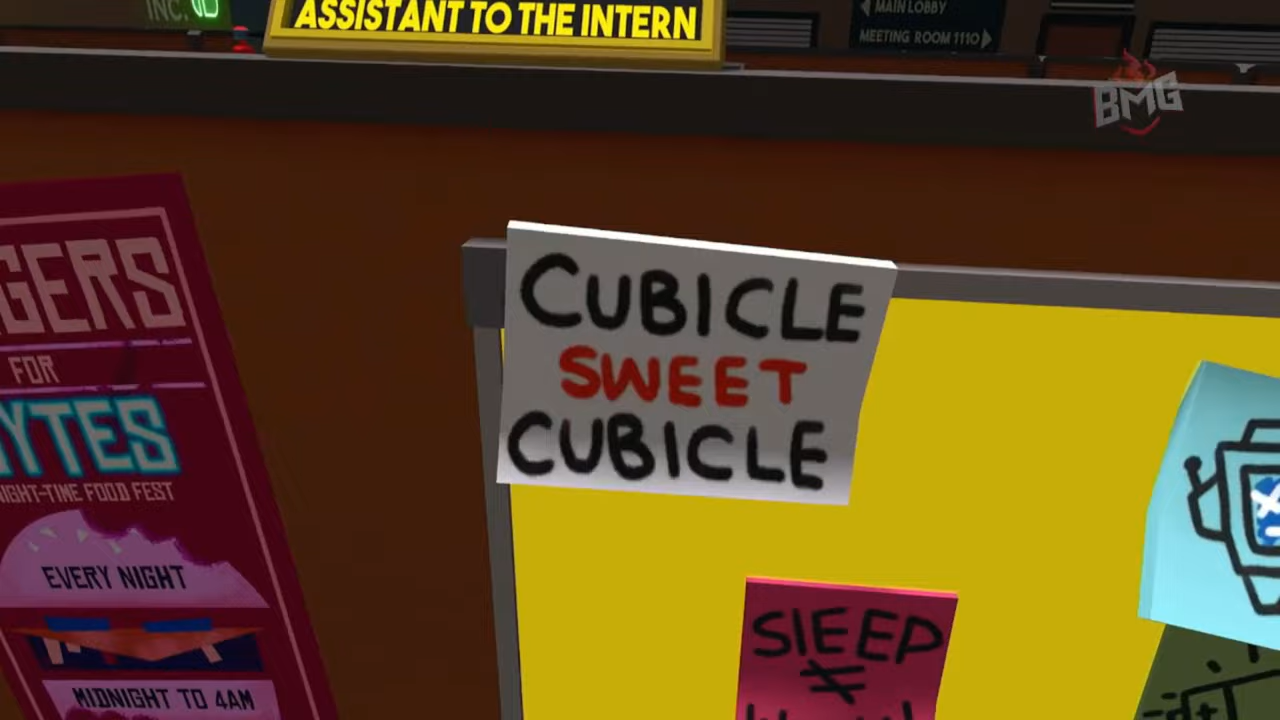 INC.
ASSISTANT TO THE INTERN
MAIN LOBBY
MEETING ROOM 1110
BMG
GERS
FOR
YTES
NIGHT-TIME FOOD FEST
EVERY NIGHT
MIDNIGHT TO 4AM
CUBICLE
SWEET
CUBICLE
SLEEP
≠